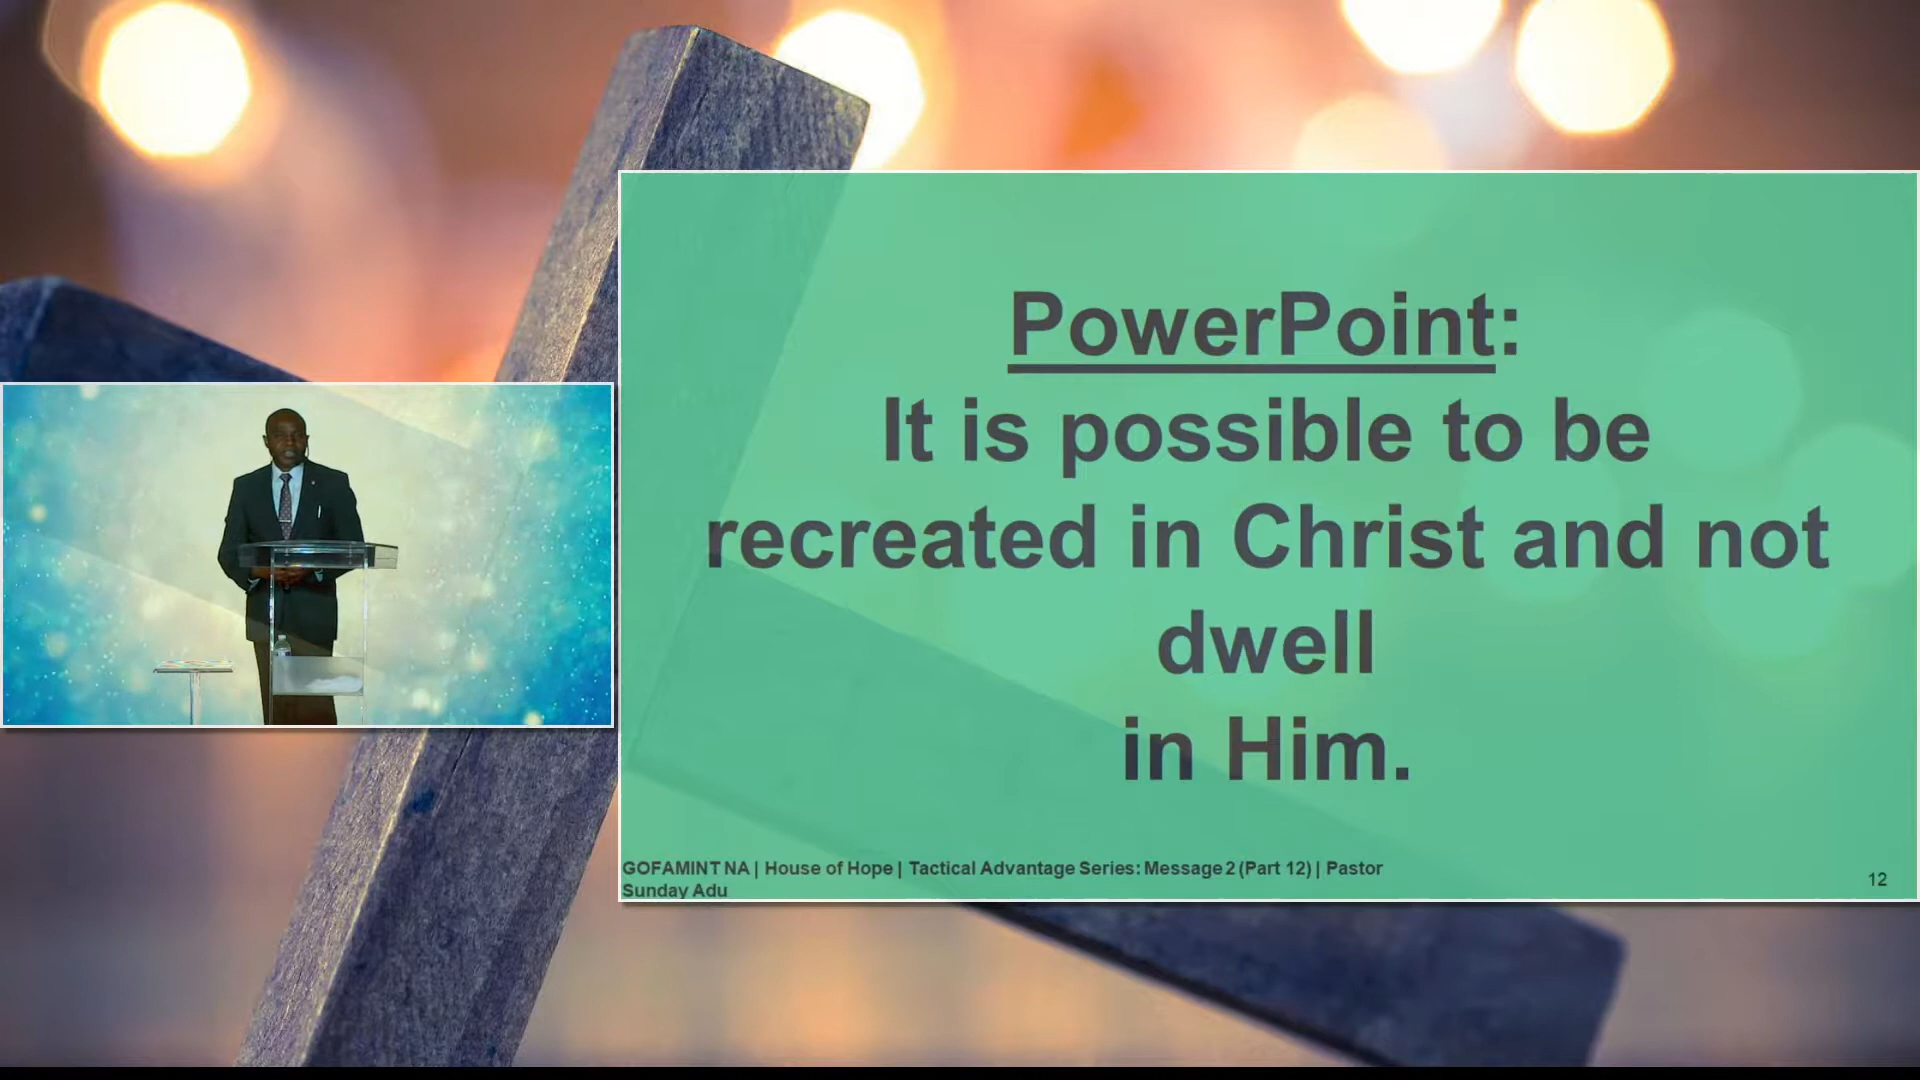 PowerPoint:
It is possible to be
recreated in Christ and not
dwell
in Him.
GOFAMINT NA | House of Hope | Tactical Advantage Series: Message 2 (Part 12) | Pastor
Sunday Adu
12